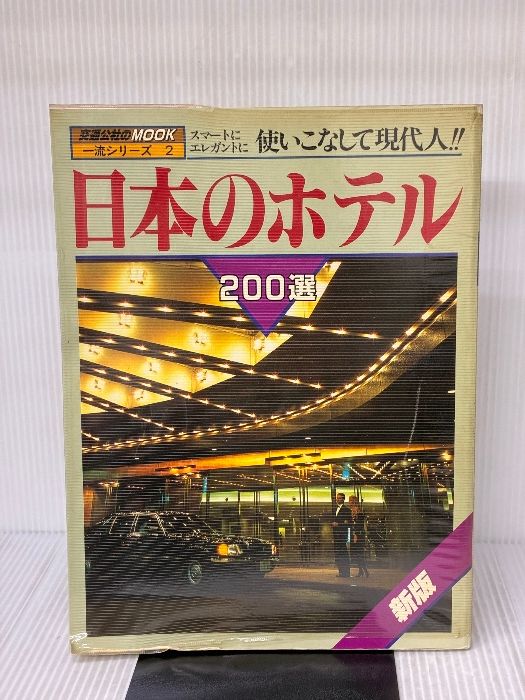 交通公社のMOOK
一流シリーズ 2
スマートに
エレガントに
使いこなして現代人!!
日本のホテル
200選
新版